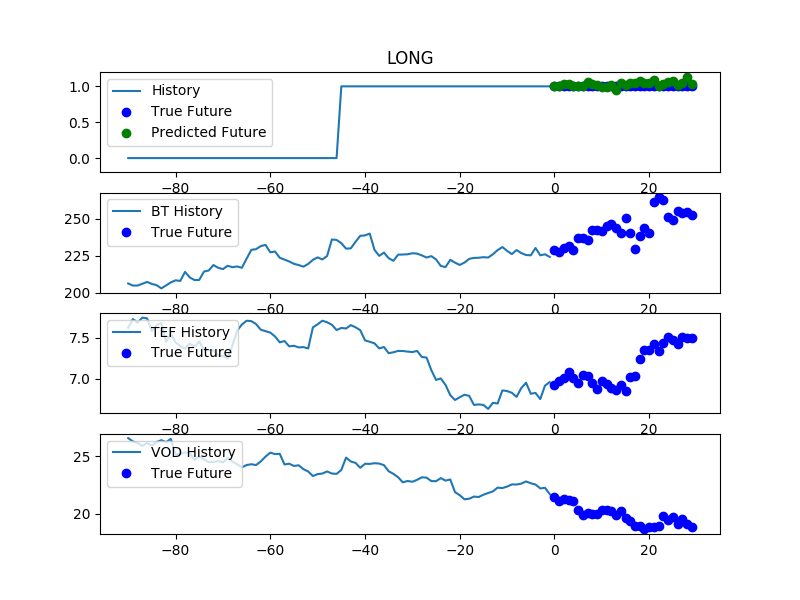 LONG
1.0
0.5
0.0
History
True Future
Predicted Future
−80 −60 −40 −20 0 20
250
225
200
BT History
True Future
−80 −60 −40 −20 0 20
7.5
7.0
TEF History
True Future
−80 −60 −40 −20 0 20
25
20
VOD History
True Future
−80 −60 −40 −20 0 20